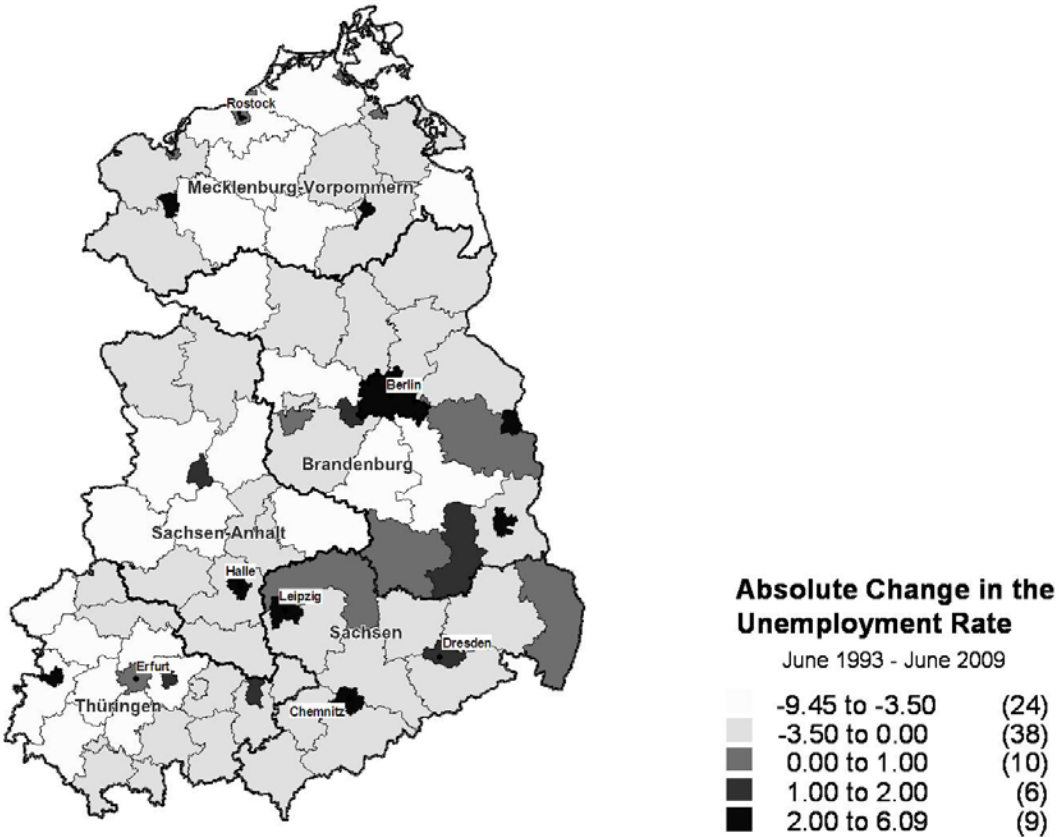 Rostock
Mecklenburg-Vorpommern
Berlin
Brandenburg
Sachsen-Anhalt
Halle
Leipzig
Sachsen
Dresden
Erfurt
Thüringen
Chemnitz
Absolute Change in the
Unemployment Rate
June 1993 - June 2009
-9.45 to -3.50 (24)
-3.50 to 0.00 (38)
0.00 to 1.00 (10)
1.00 to 2.00 (6)
2.00 to 6.09 (9)